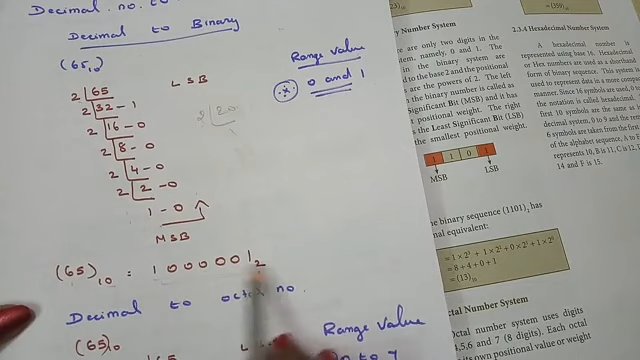 Decimal no. to
Decimal to Binary
(65₁₀)
LSB
2 | 65
2 | 32 - 1
2 | 16 - 0
2 | 8 - 0
2 | 4 - 0
2 | 2 - 0
1 - 0
MSB
(65)₁₀ : 1000001₂
Decimal to octal no.
(65)₁₀
Range value
0 and 1
2 | 20
Range value
0 to 7
Number System
are only two digits in the
namely, 0 and 1. The
in the binary system are
to the base 2 and the positional
are the powers of 2. The left
the binary number is called as
Significant Bit (MSB) and it has
positional weight. The right
is the Least Significant Bit (LSB)
the smallest positional weight.
1 1 0 1
MSB
LSB
he binary sequence (1101)₂ has
mal equivalent:
= 1 × 2³ + 1 × 2² + 0 × 2¹ + 1 × 2⁰
= 8 + 4 + 0 + 1
= (13)₁₀
ctal Number System
number system uses digits
4,5,6 and 7 (8 digits). Each octal
its own positional value or weight
2.3.4 Hexadecimal Number System
A hexadecimal number is
represented using base 16. Hexadecimal
or Hex numbers are used as a shorthand
form of binary sequence. This system is
used to represent data in a more compact
manner. Since 16 symbols are used, 0 to
the notation is called hexadecimal. The
first 10 symbols are the same as in
decimal system, 0 to 9 and the remaining
6 symbols are taken from the first
of the alphabet sequence, A to F
represents 10, B is 11, C is 12, D
14 and F is 15.